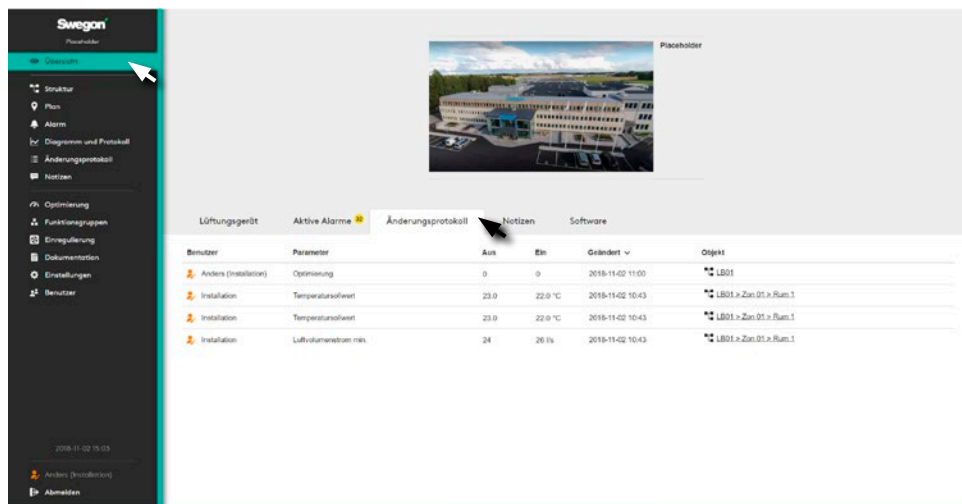 Swegon
Placeholder
Übersicht
Struktur
Plan
Alarm
Diagramm und Protokoll
Änderungsprotokoll
Notizen
Optimierung
Funktionsgruppen
Einregulierung
Dokumentation
Einstellungen
Benutzer
2018-11-02 15:03
Anders (Installation)
Abmelden
Placeholder
Lüftungsgerät Aktive Alarme 30 Änderungsprotokoll Notizen Software
Benutzer Parameter Aus Ein Geändert Objekt
Anders (Installation) Optimierung 0 0 2018-11-02 11:00 LB01
Installation Temperatursollwert 23.0 22.0 °C 2018-11-02 10:43 LB01 > Zon 01 > Rum 1
Installation Temperatursollwert 23.0 22.0 °C 2018-11-02 10:43 LB01 > Zon 01 > Rum 1
Installation Luftvolumenstrom min. 24 26 l/s 2018-11-02 10:43 LB01 > Zon 01 > Rum 1